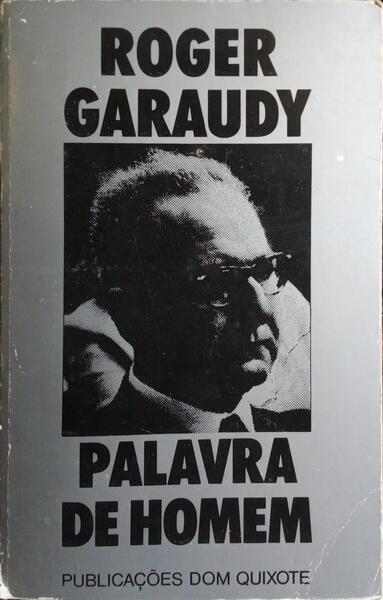 ROGER
GARAUDY
PALAVRA
DE HOMEM
PUBLICAÇÕES DOM QUIXOTE